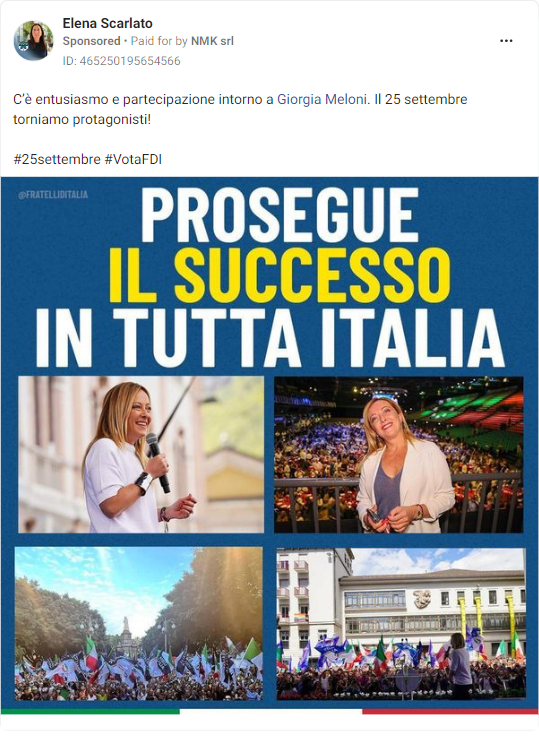 Elena Scarlato
Sponsored • Paid for by NMK srl
ID: 465250195654566
C'è entusiasmo e partecipazione intorno a Giorgia Meloni. Il 25 settembre
torniamo protagonisti!
#25settembre #VotaFDI
@FRATELLIDITALIA
PROSEGUE
IL SUCCESSO
IN TUTTA ITALIA